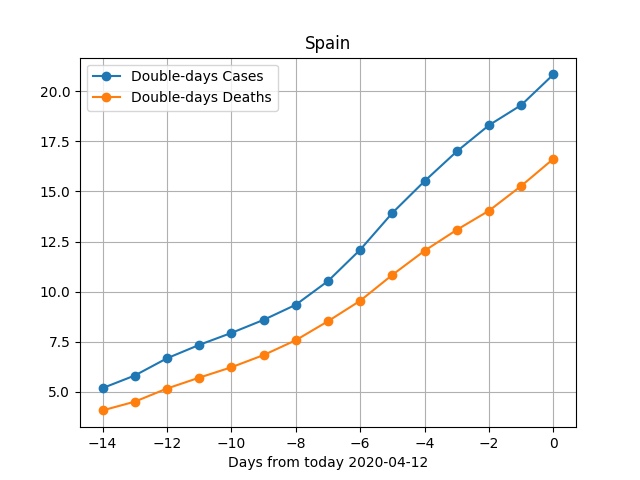 Spain
Double-days Cases
Double-days Deaths
20.0
17.5
15.0
12.5
10.0
7.5
5.0
−14 −12 −10 −8 −6 −4 −2 0
Days from today 2020-04-12